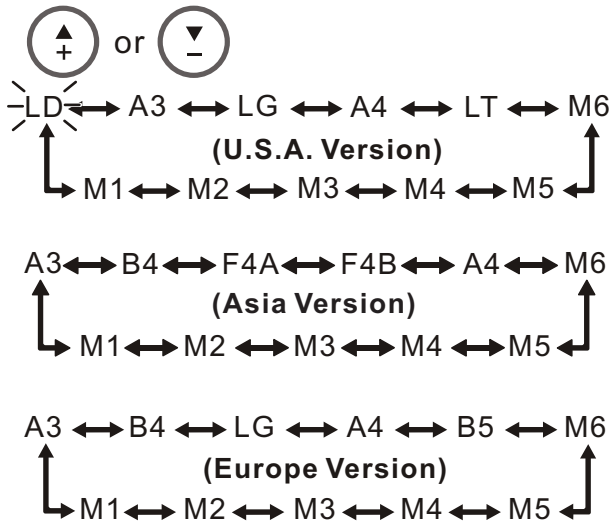 + or −
LD A3 LG A4 LT M6
(U.S.A. Version)
M1 M2 M3 M4 M5
A3 B4 F4A F4B A4 M6
(Asia Version)
M1 M2 M3 M4 M5
A3 B4 LG A4 B5 M6
(Europe Version)
M1 M2 M3 M4 M5